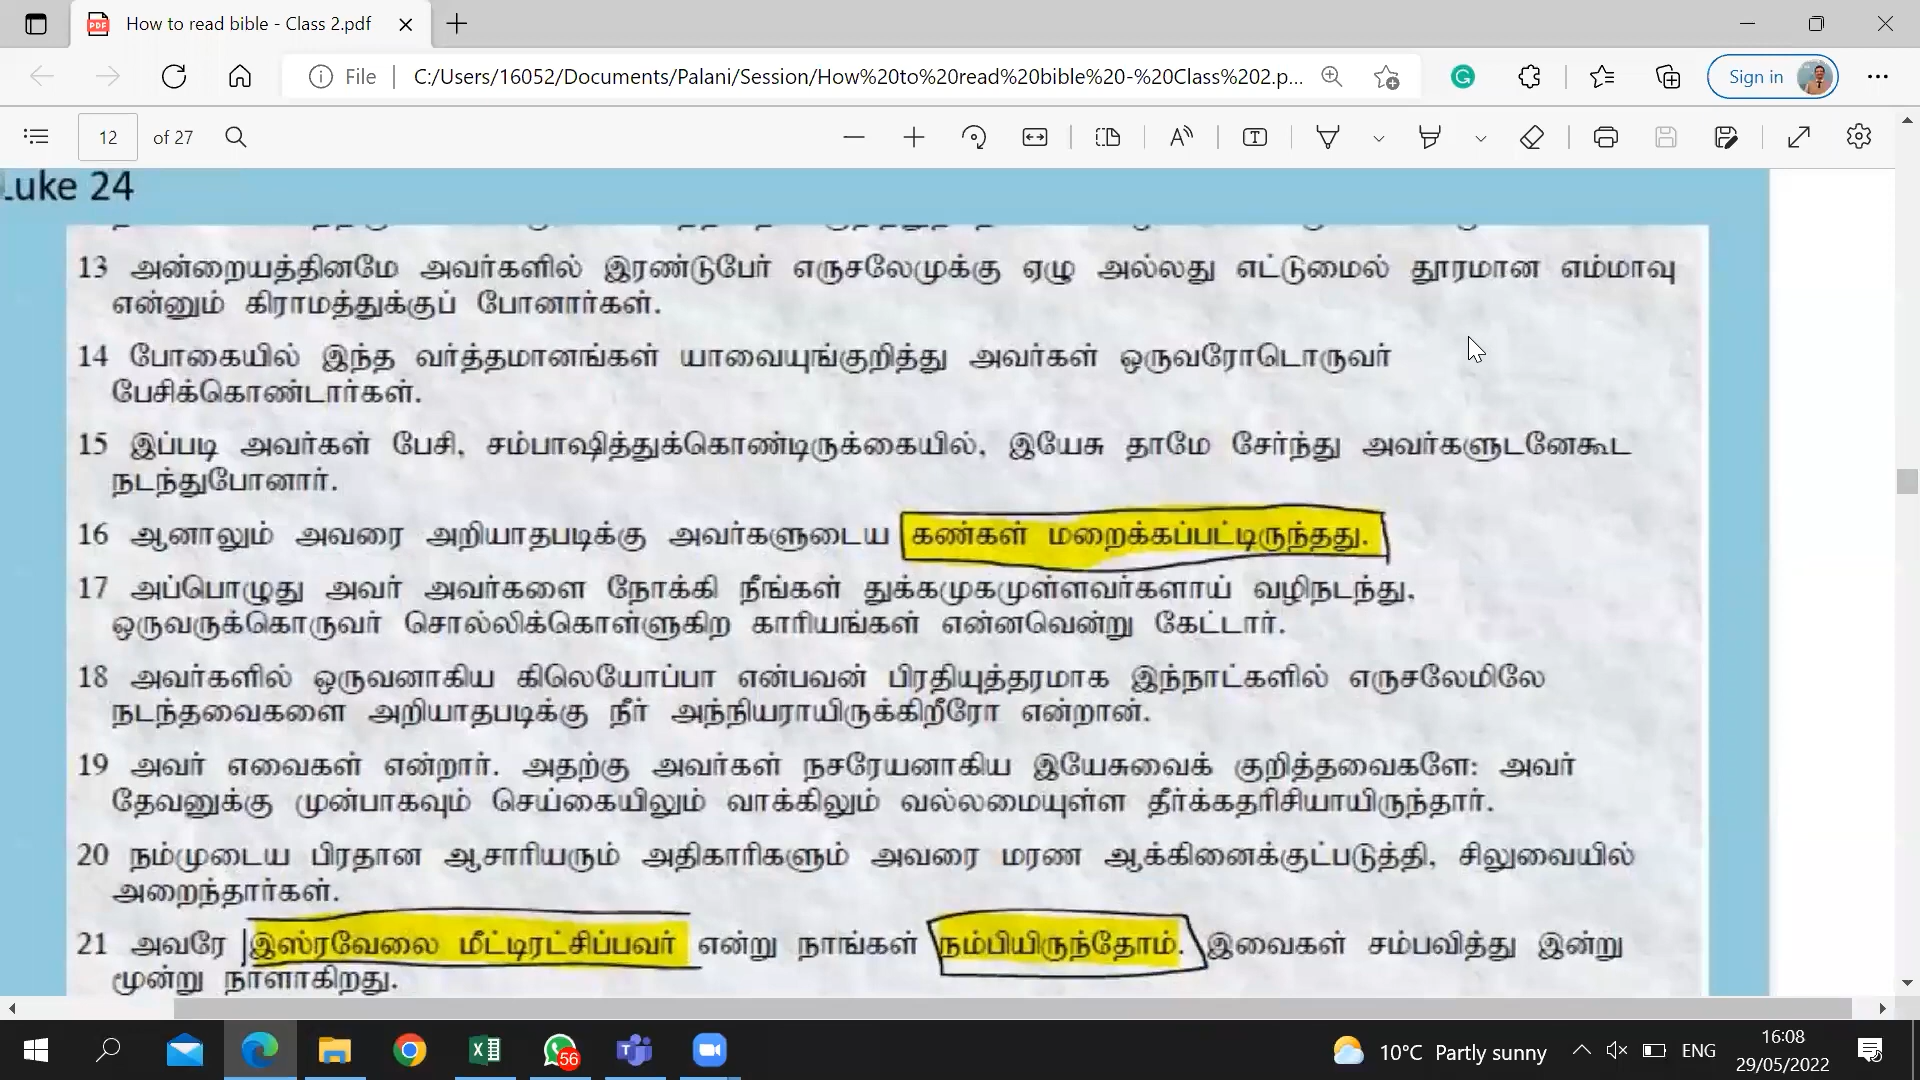 How to read bible - Class 2.pdf
File
C:/Users/16052/Documents/Palani/Session/How%20to%20read%20bible%20-%20Class%202.p...
Sign in
12 of 27
Luke 24
13 அன்றையத்தினமே அவர்களில் இரண்டுபேர் எருசலேமுக்கு ஏழு அல்லது எட்டுமைல் தூரமான எம்மாவு
என்னும் கிராமத்துக்குப் போனார்கள்.
14 போகையில் இந்த வர்த்தமானங்கள் யாவையுங்குறித்து அவர்கள் ஒருவரோடொருவர்
பேசிக்கொண்டார்கள்.
15 இப்படி அவர்கள் பேசி, சம்பாஷித்துக்கொண்டிருக்கையில், இயேசு தாமே சேர்ந்து அவர்களுடனேகூட
நடந்துபோனார்.
16 ஆனாலும் அவரை அறியாதபடிக்கு அவர்களுடைய கண்கள் மறைக்கப்பட்டிருந்தது.
17 அப்பொழுது அவர் அவர்களை நோக்கி நீங்கள் துக்கமுகமுள்ளவர்களாய் வழிநடந்து,
ஒருவருக்கொருவர் சொல்லிக்கொள்ளுகிற காரியங்கள் என்னவென்று கேட்டார்.
18 அவர்களில் ஒருவனாகிய கிலெயோப்பா என்பவன் பிரதியுத்தரமாக இந்நாட்களில் எருசலேமிலே
நடந்தவைகளை அறியாதபடிக்கு நீர் அந்நியராயிருக்கிறீரோ என்றான்.
19 அவர் எவைகள் என்றார். அதற்கு அவர்கள் நசரேயனாகிய இயேசுவைக் குறித்தவைகளே: அவர்
தேவனுக்கு முன்பாகவும் செய்கையிலும் வாக்கிலும் வல்லமையுள்ள தீர்க்கதரிசியாயிருந்தார்.
20 நம்முடைய பிரதான ஆசாரியரும் அதிகாரிகளும் அவரை மரண ஆக்கினைக்குட்படுத்தி, சிலுவையில்
அறைந்தார்கள்.
21 அவரே இஸ்ரவேலை மீட்டிரட்சிப்பவர் என்று நாங்கள் நம்பியிருந்தோம். இவைகள் சம்பவித்து இன்று
மூன்று நாளாகிறது.
56
10°C Partly sunny
ENG
16:08
29/05/2022